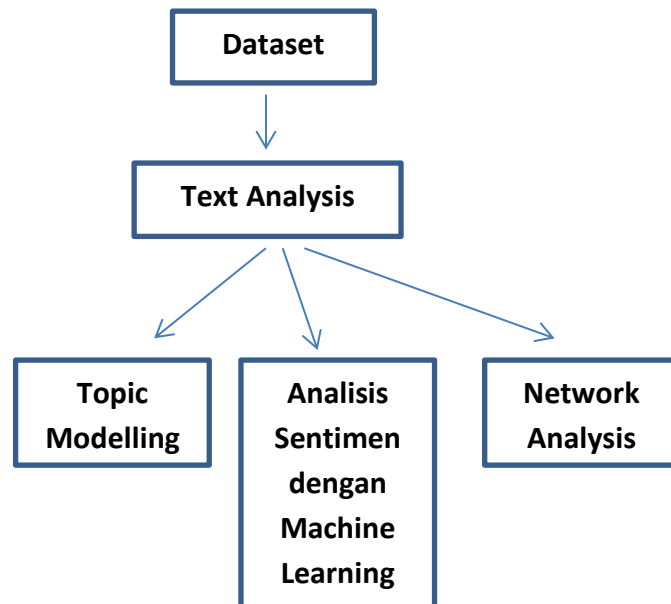 Dataset
Text Analysis
Topic
Modelling
Analisis
Sentimen
dengan
Machine
Learning
Network
Analysis